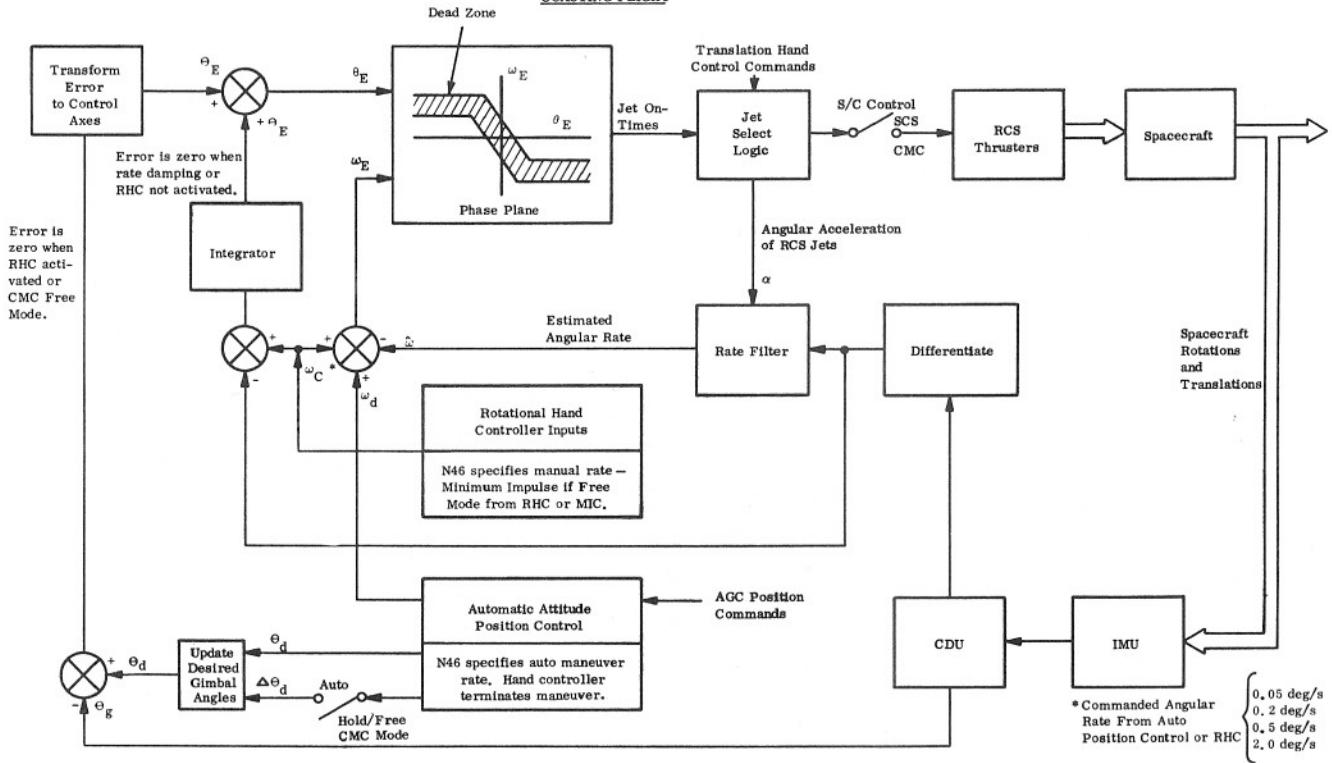 Dead Zone
Transform
Error
to Control
Axes
Θ_E
+
θ_E
+ Θ_E
ω_E
θ_E
ω_E
Phase Plane
Jet On-
Times
Translation Hand
Control Commands
Jet
Select
Logic
S/C Control
SCS
CMC
RCS
Thrusters
Spacecraft
Error is zero when
rate damping or
RHC not activated.
Integrator
Error is
zero when
RHC acti-
vated or
CMC Free
Mode.
Angular Acceleration
of RCS Jets
α
Estimated
Angular Rate
+
-
+
-
*
+
ω_C
ω_d
Rate Filter
Differentiate
Spacecraft
Rotations
and
Translations
Rotational Hand
Controller Inputs
N46 specifies manual rate —
Minimum Impulse if Free
Mode from RHC or MIC.
Automatic Attitude
Position Control
N46 specifies auto maneuver
rate. Hand controller
terminates maneuver.
AGC Position
Commands
CDU
IMU
+
-
Θ_d
Θ_g
Update
Desired
Gimbal
Angles
Θ_d
ΔΘ_d
Auto
Hold/Free
CMC Mode
*Commanded Angular
Rate From Auto
Position Control or RHC
0.05 deg/s
0.2 deg/s
0.5 deg/s
2.0 deg/s